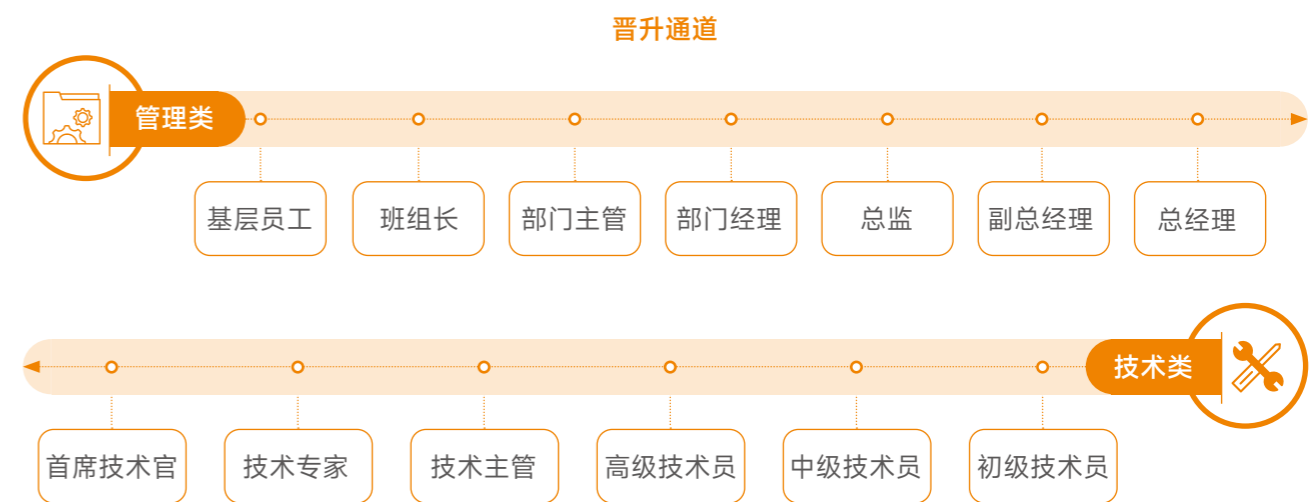 晋升通道
管理类
基层员工
班组长
部门主管
部门经理
总监
副总经理
总经理
技术类
首席技术官
技术专家
技术主管
高级技术员
中级技术员
初级技术员